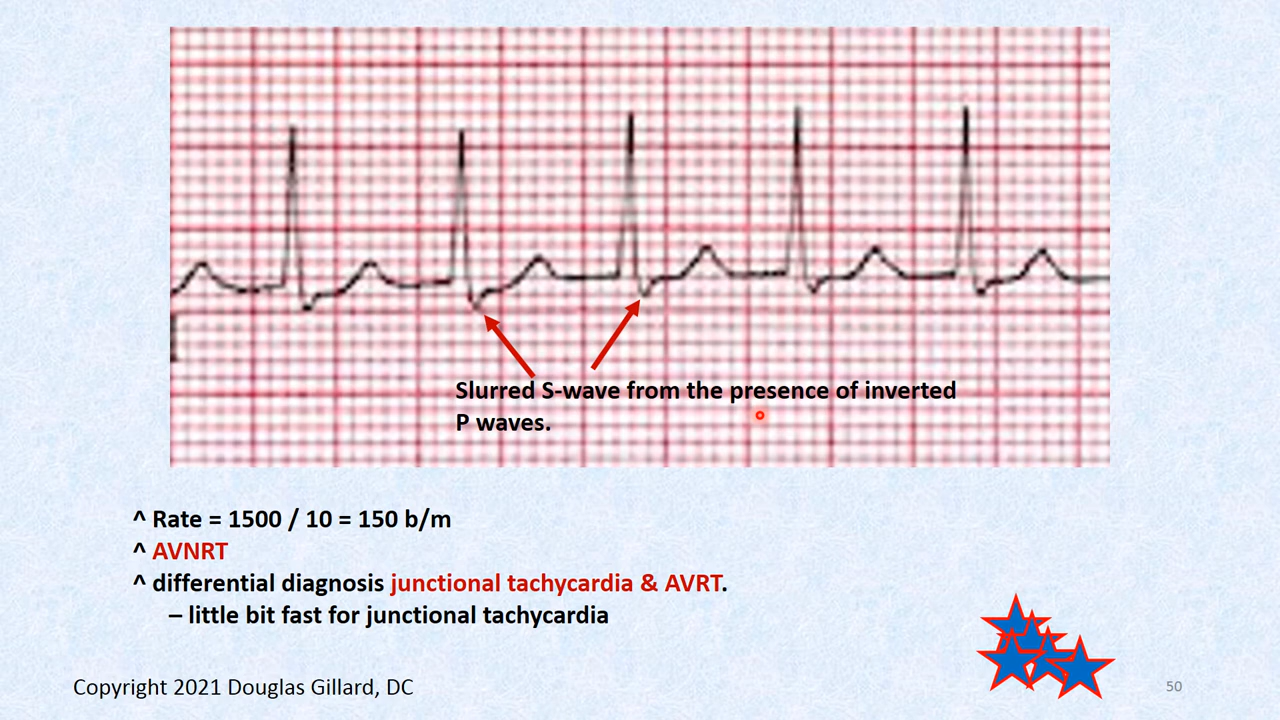 Slurred S-wave from the presence of inverted
P waves.
^ Rate = 1500 / 10 = 150 b/m
^ AVNRT
^ differential diagnosis junctional tachycardia & AVRT.
– little bit fast for junctional tachycardia
Copyright 2021 Douglas Gillard, DC
50